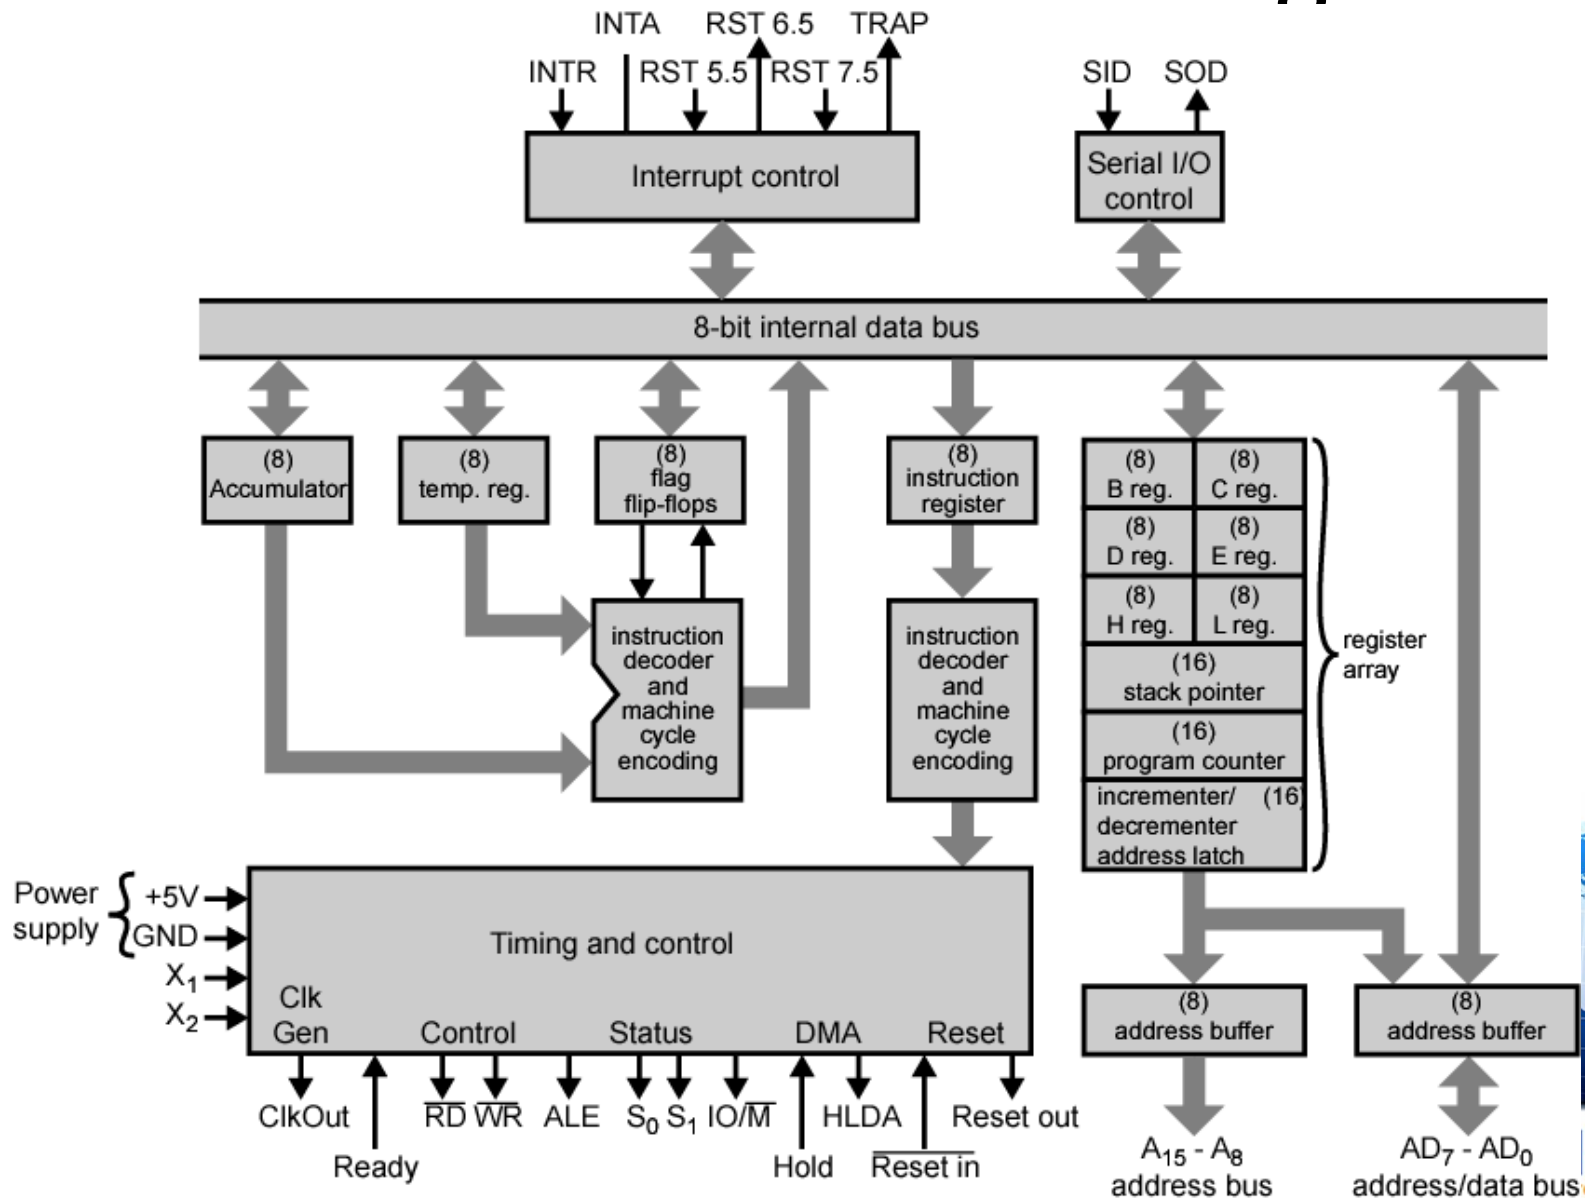 INTA RST 6.5 TRAP
INTR RST 5.5 RST 7.5 SID SOD
Interrupt control
Serial I/O
control
8-bit internal data bus
(8)
Accumulator
(8)
temp. reg.
(8)
flag
flip-flops
(8)
instruction
register
(8)
B reg.
(8)
C reg.
(8)
D reg.
(8)
E reg.
(8)
H reg.
(8)
L reg.
(16)
stack pointer
(16)
program counter
incrementer/ (16)
decrementer
address latch
register
array
instruction
decoder
and
machine
cycle
encoding
instruction
decoder
and
machine
cycle
encoding
Power
supply
+5V
GND
X1
X2
Timing and control
Clk
Gen Control Status DMA Reset
ClkOut R̅D̅ W̅R̅ ALE S0 S1 IO/M̅ HLDA Reset out
Ready Hold R̅e̅s̅e̅t̅ i̅n̅
(8)
address buffer
(8)
address buffer
A15 - A8
address bus
AD7 - AD0
address/data bus